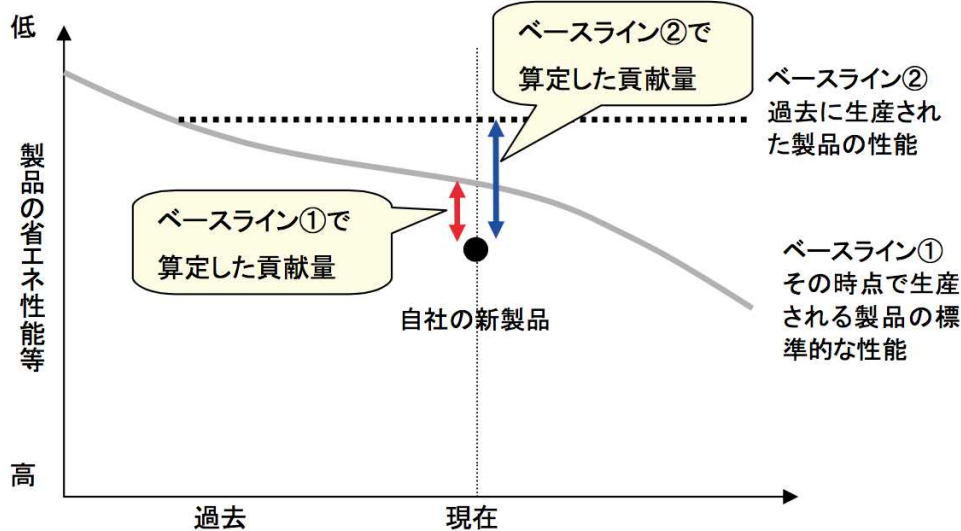 低
ベースライン②で
算定した貢献量
ベースライン②
過去に生産され
た製品の性能
製品の省エネ性能等
ベースライン①で
算定した貢献量
ベースライン①
その時点で生産
される製品の標
準的な性能
自社の新製品
高
過去
現在